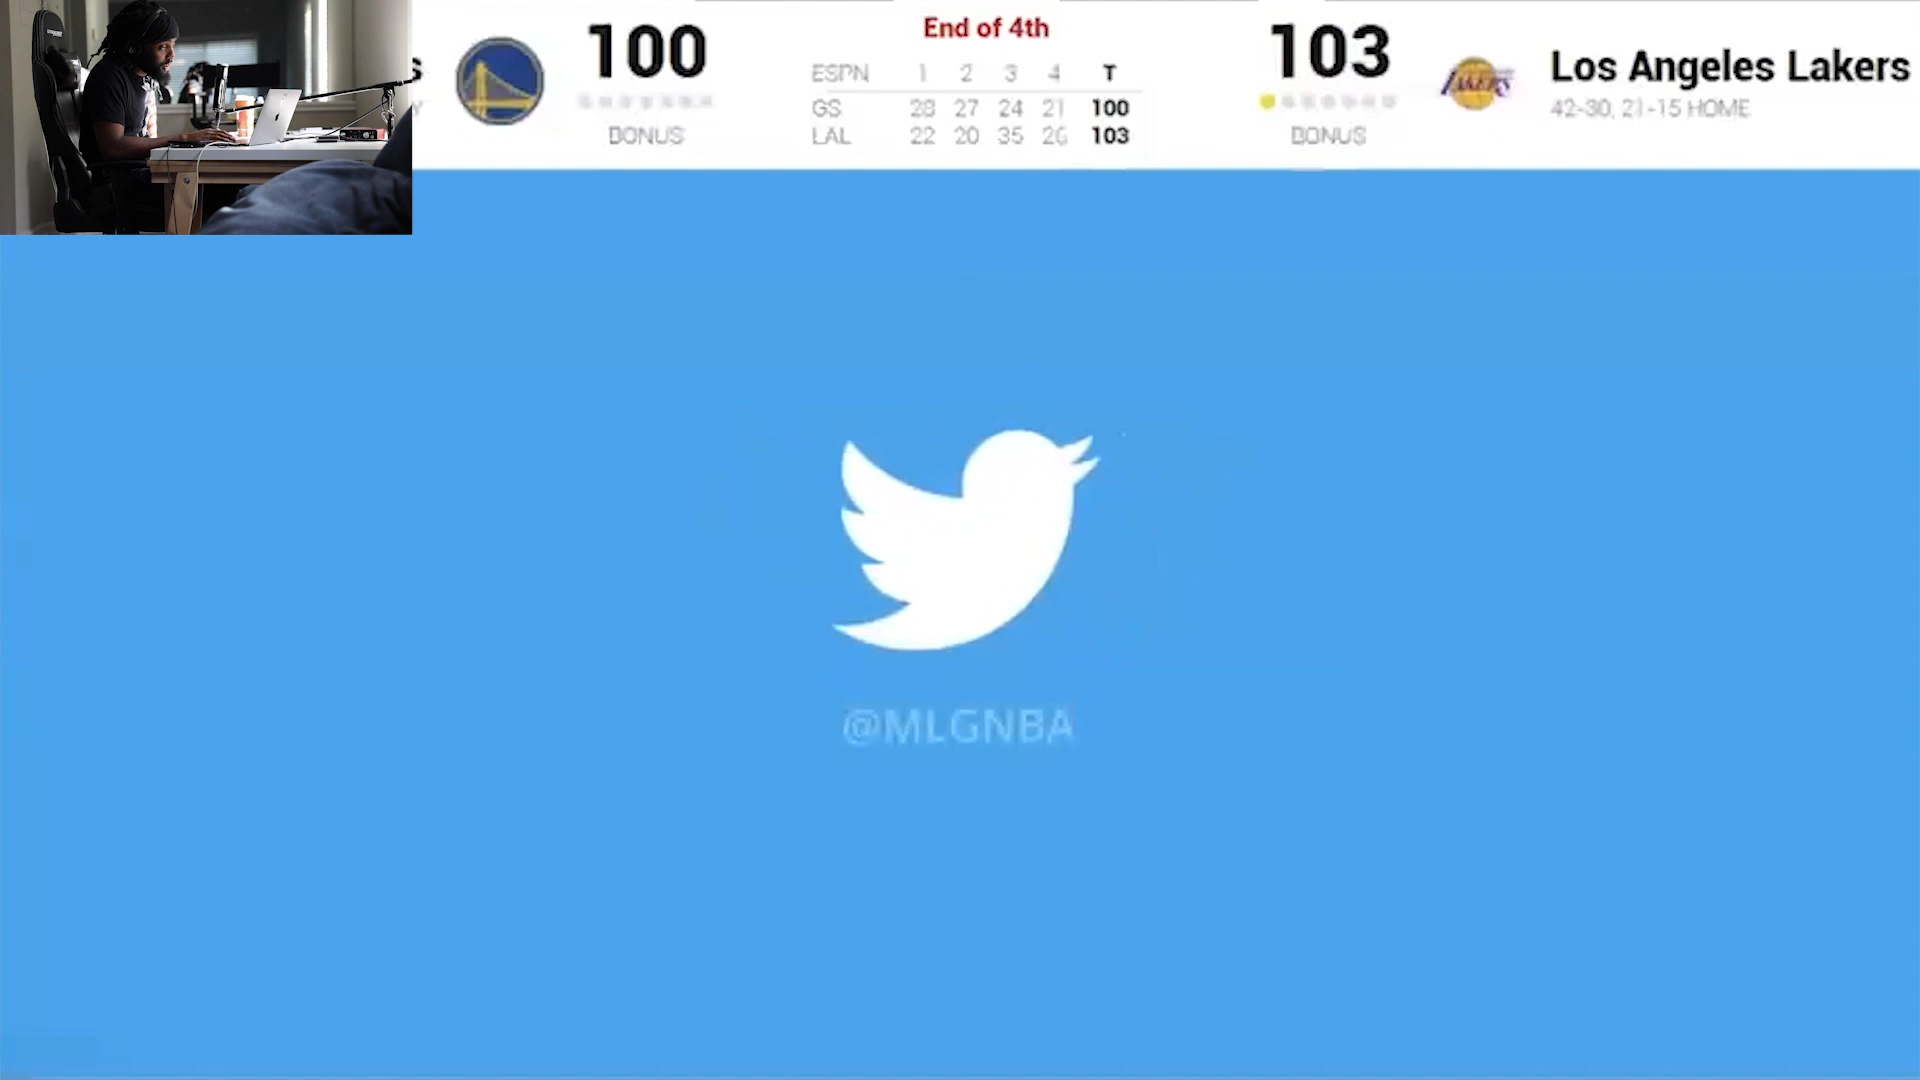 100
BONUS
End of 4th
ESPN 1 2 3 4 T
GS 28 27 24 21 100
LAL 22 20 35 26 103
103
BONUS
LAKERS
Los Angeles Lakers
42-30, 21-15 HOME
@MLGNBA